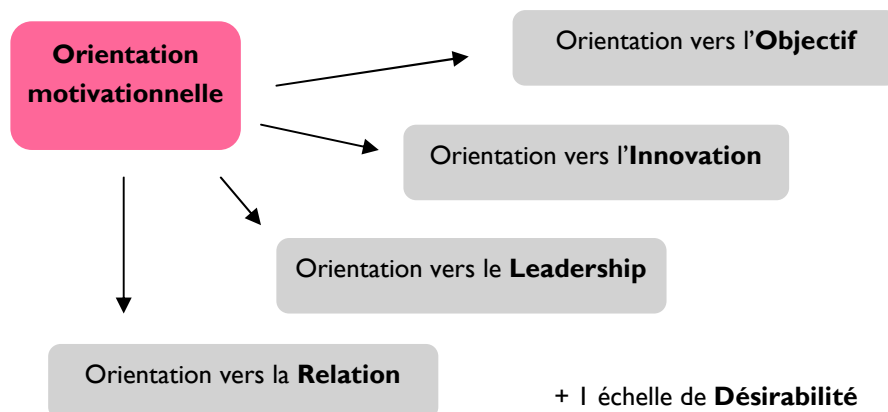 Orientation
motivationnelle
Orientation vers l'Objectif
Orientation vers l'Innovation
Orientation vers le Leadership
Orientation vers la Relation
+ 1 échelle de Désirabilité